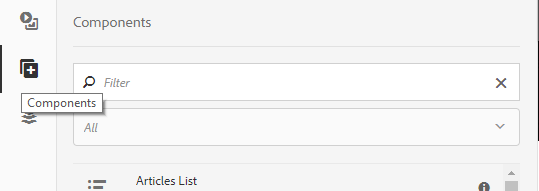 Components
Filter
Components
All
Articles List